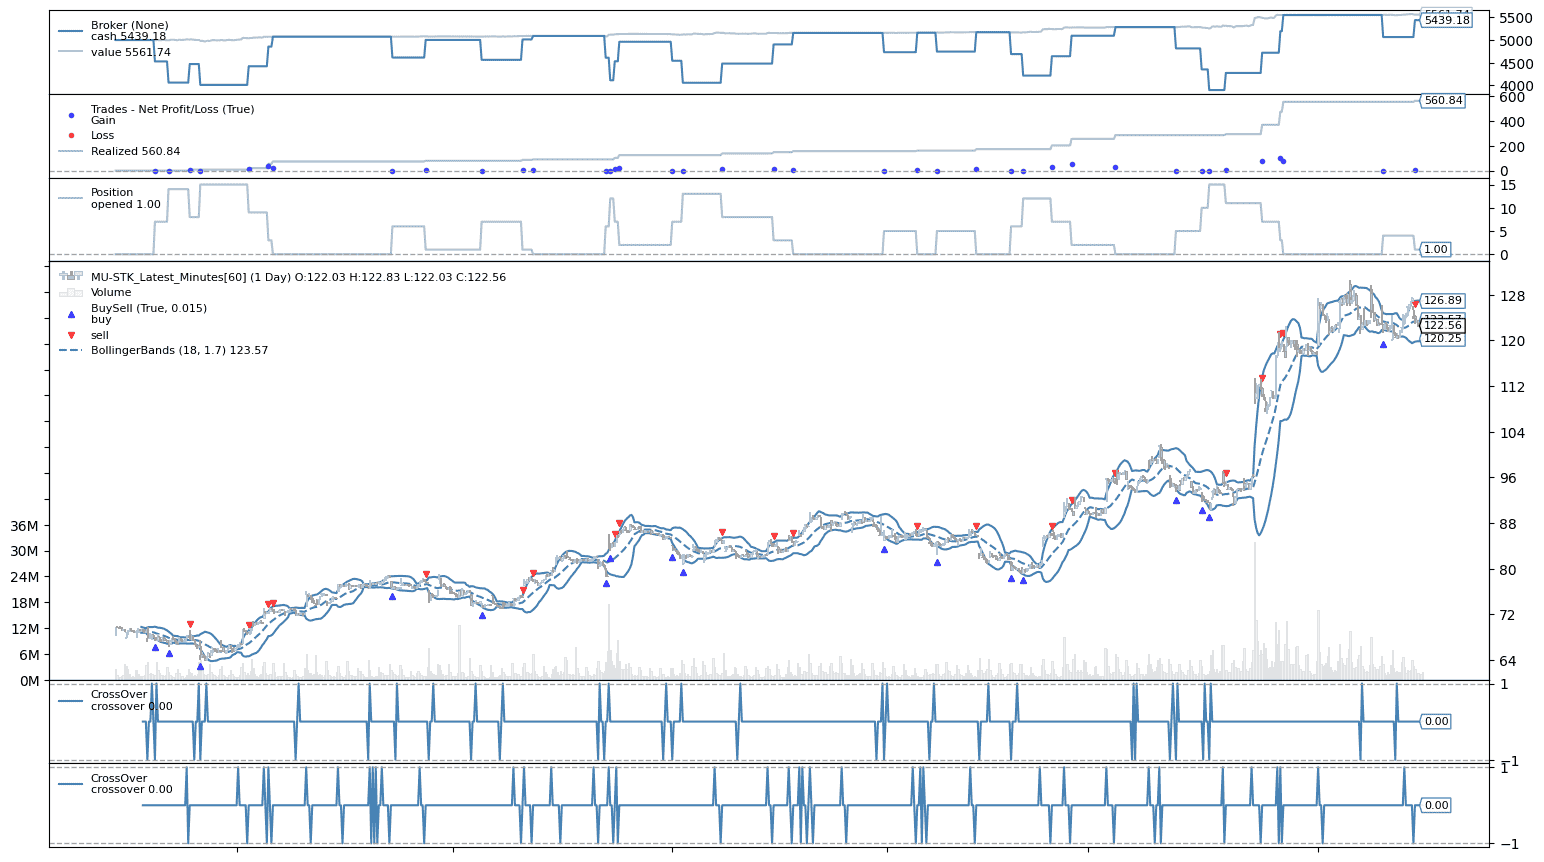 Broker (None)
cash 5439.18
value 5561.74
5561.74
5439.18
5500
5000
4500
4000
Trades - Net Profit/Loss (True)
Gain
Loss
Realized 560.84
560.84
600
400
200
0
Position
opened 1.00
15
10
5
0
1.00
MU-STK_Latest_Minutes[60] (1 Day) O:122.03 H:122.83 L:122.03 C:122.56
Volume
BuySell (True, 0.015)
buy
sell
BollingerBands (18, 1.7) 123.57
126.89
123.57
122.56
120.25
128
120
112
104
96
88
80
72
64
36M
30M
24M
18M
12M
6M
0M
CrossOver
crossover 0.00
1
0.00
−1
CrossOver
crossover 0.00
1
0.00
−1